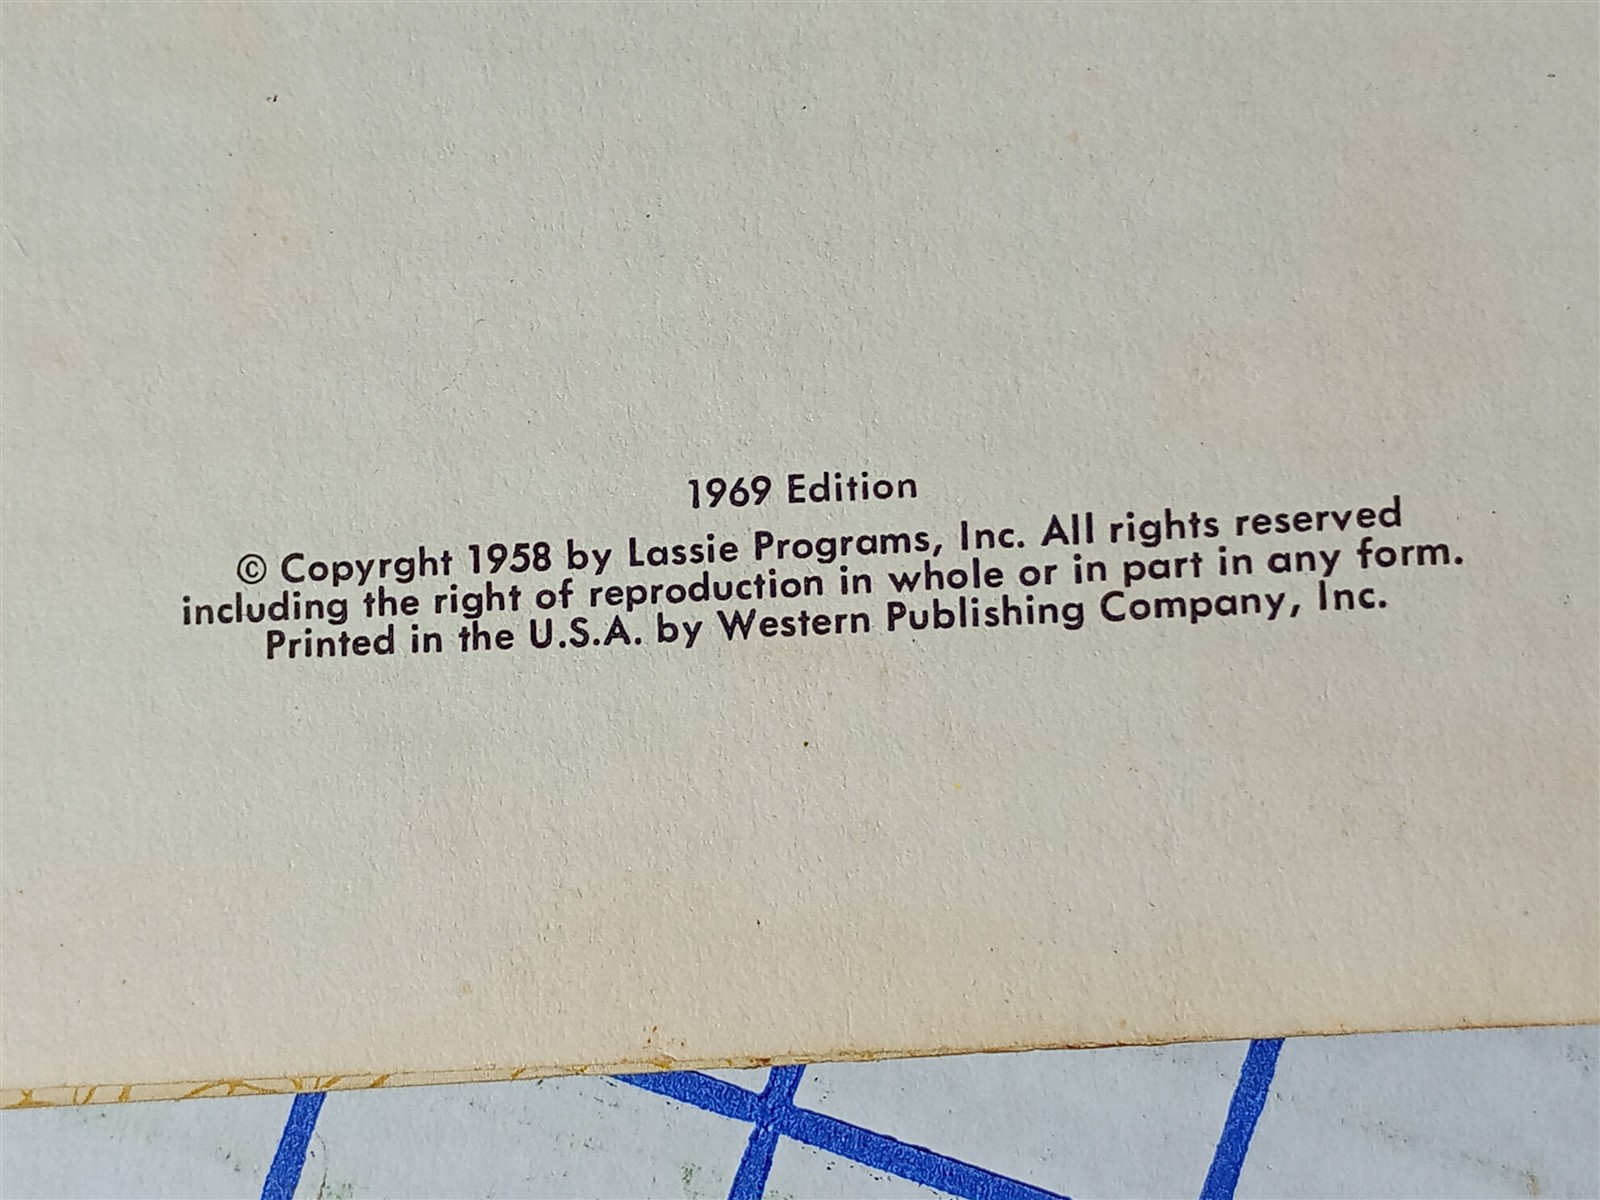 1969 Edition
© Copyrght 1958 by Lassie Programs, Inc. All rights reserved
including the right of reproduction in whole or in part in any form.
Printed in the U.S.A. by Western Publishing Company, Inc.